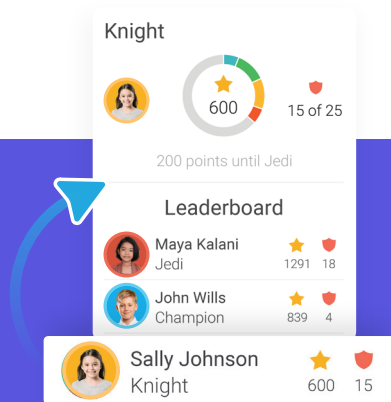 Knight
600
15 of 25
200 points until Jedi
Leaderboard
Maya Kalani
Jedi
1291 18
John Wills
Champion
839 4
Sally Johnson
Knight
600 15